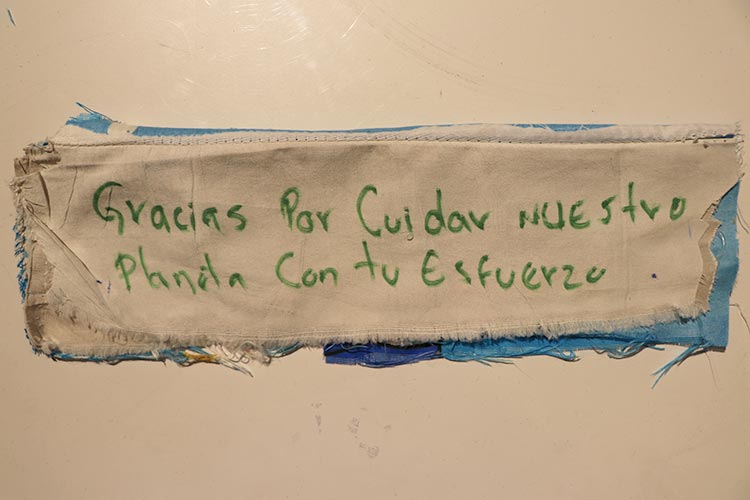 Gracias Por Cuidar NUEStro
Planeta Con tu Esfuerzo